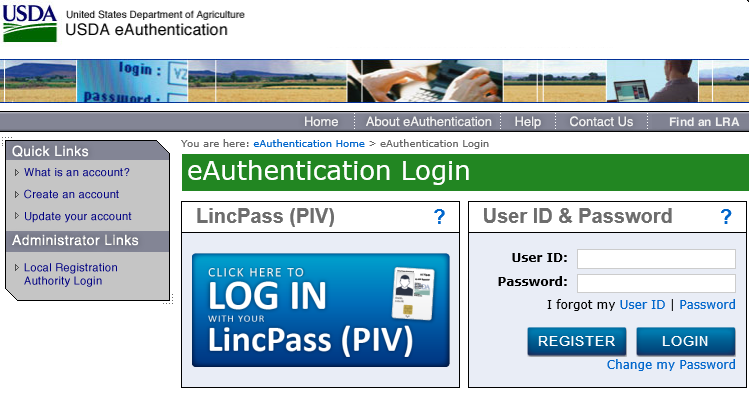 USDA
United States Department of Agriculture
USDA eAuthentication
login :
YZ
password :
Home
About eAuthentication
Help
Contact Us
Find an LRA
Quick Links
What is an account?
Create an account
Update your account
Administrator Links
Local Registration
Authority Login
You are here: eAuthentication Home > eAuthentication Login
eAuthentication Login
LincPass (PIV) ?
CLICK HERE TO
LOG IN
WITH YOUR
LincPass (PIV)
User ID & Password ?
User ID:
Password:
I forgot my User ID | Password
REGISTER
LOGIN
Change my Password